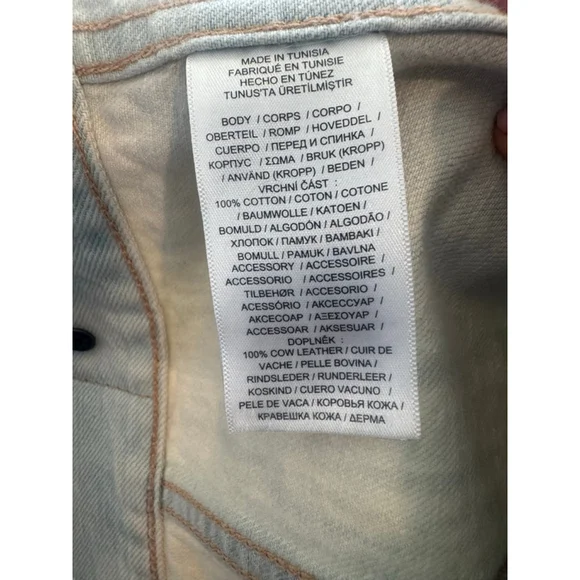 MADE IN TUNISIA
FABRIQUÉ EN TUNISIE
HECHO EN TÚNEZ
TUNUS'TA ÜRETİLMİŞTİR
BODY / CORPS / CORPO /
OBERTEIL / ROMP / HOVEDDEL /
CUERPO / ПЕРЕД И СПИНКА /
КОРПУС / ΣΩΜΑ / BRUK (KROPP)
/ ANVÄND (KROPP) / BEDEN /
VRCHNÍ ČÁST :
100% COTTON / COTON / COTONE
/ BAUMWOLLE / KATOEN /
BOMULD / ALGODÓN / ALGODÃO /
ХЛОПОК / ПАМУК / ΒΑΜΒΑΚΙ /
BOMULL / PAMUK / BAVLNA
ACCESSORY / ACCESSOIRE /
ACCESSORIO / ACCESSOIRES /
TILBEHØR / ACCESORIO /
ACESSÓRIO / АКСЕССУАР /
АКСЕСОАР / ΑΞΕΣΟΥΑΡ /
ACCESSOAR / AKSESUAR /
DOPLNĚK :
100% COW LEATHER / CUIR DE
VACHE / PELLE BOVINA /
RINDSLEDER / RUNDERLEER /
KOSKIND / CUERO VACUNO /
PELE DE VACA / КОРОВЬЯ КОЖА /
КРАВЕШКА КОЖА / ΔΕΡΜΑ